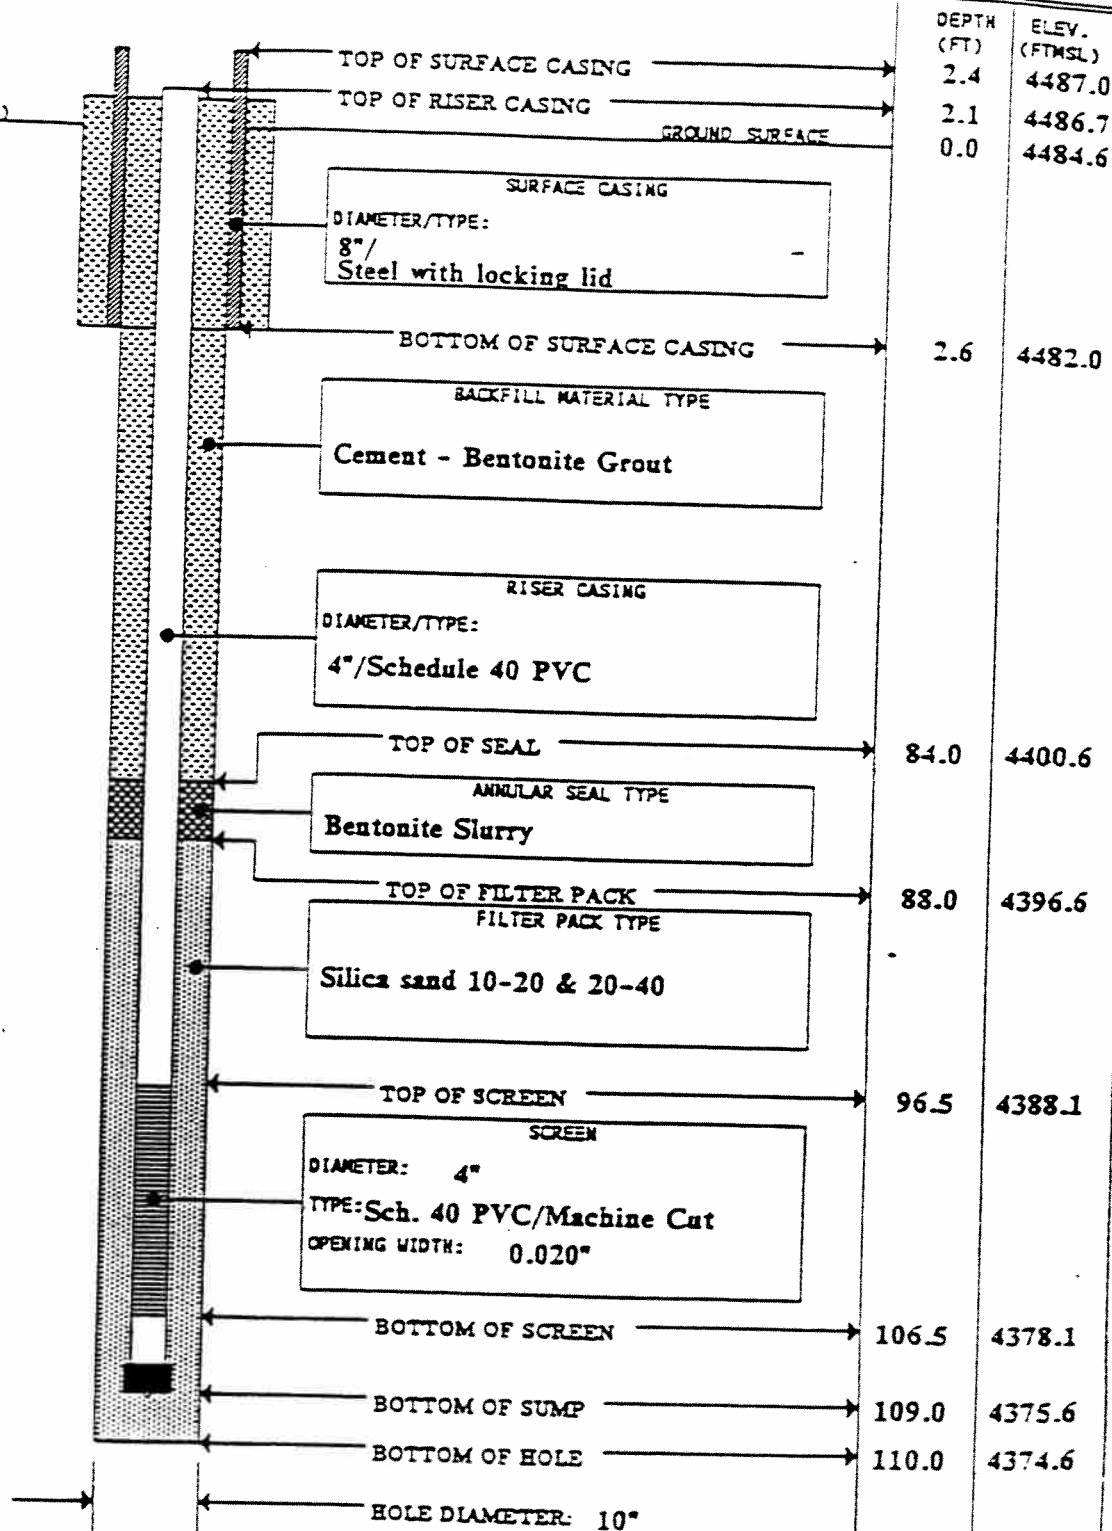 DEPTH ELEV.
(FT) (FTMSL)
TOP OF SURFACE CASING 2.4 4487.0
TOP OF RISER CASING 2.1 4486.7
GROUND SURFACE 0.0 4484.6
SURFACE CASING
DIAMETER/TYPE:
8"/
Steel with locking lid
BOTTOM OF SURFACE CASING 2.6 4482.0
BACKFILL MATERIAL TYPE
Cement - Bentonite Grout
RISER CASING
DIAMETER/TYPE:
4"/Schedule 40 PVC
TOP OF SEAL 84.0 4400.6
ANNULAR SEAL TYPE
Bentonite Slurry
TOP OF FILTER PACK 88.0 4396.6
FILTER PACK TYPE
Silica sand 10-20 & 20-40
TOP OF SCREEN 96.5 4388.1
SCREEN
DIAMETER: 4"
TYPE: Sch. 40 PVC/Machine Cut
OPENING WIDTH: 0.020"
BOTTOM OF SCREEN 106.5 4378.1
BOTTOM OF SUMP 109.0 4375.6
BOTTOM OF HOLE 110.0 4374.6
HOLE DIAMETER: 10"